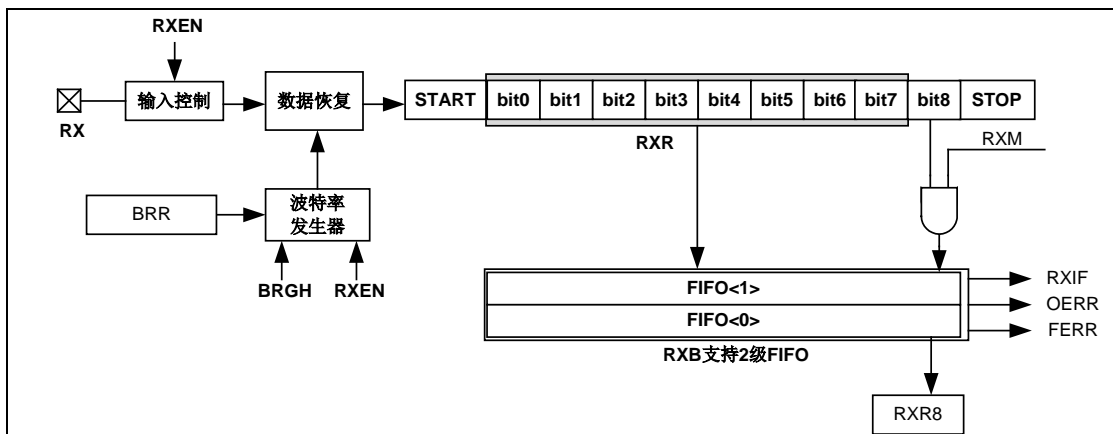 RXEN
输入控制
数据恢复
START bit0 bit1 bit2 bit3 bit4 bit5 bit6 bit7 bit8 STOP
RX
RXR
RXM
BRR
波特率
发生器
BRGH RXEN
FIFO<1>
FIFO<0>
RXIF
OERR
FERR
RXB支持2级FIFO
RXR8